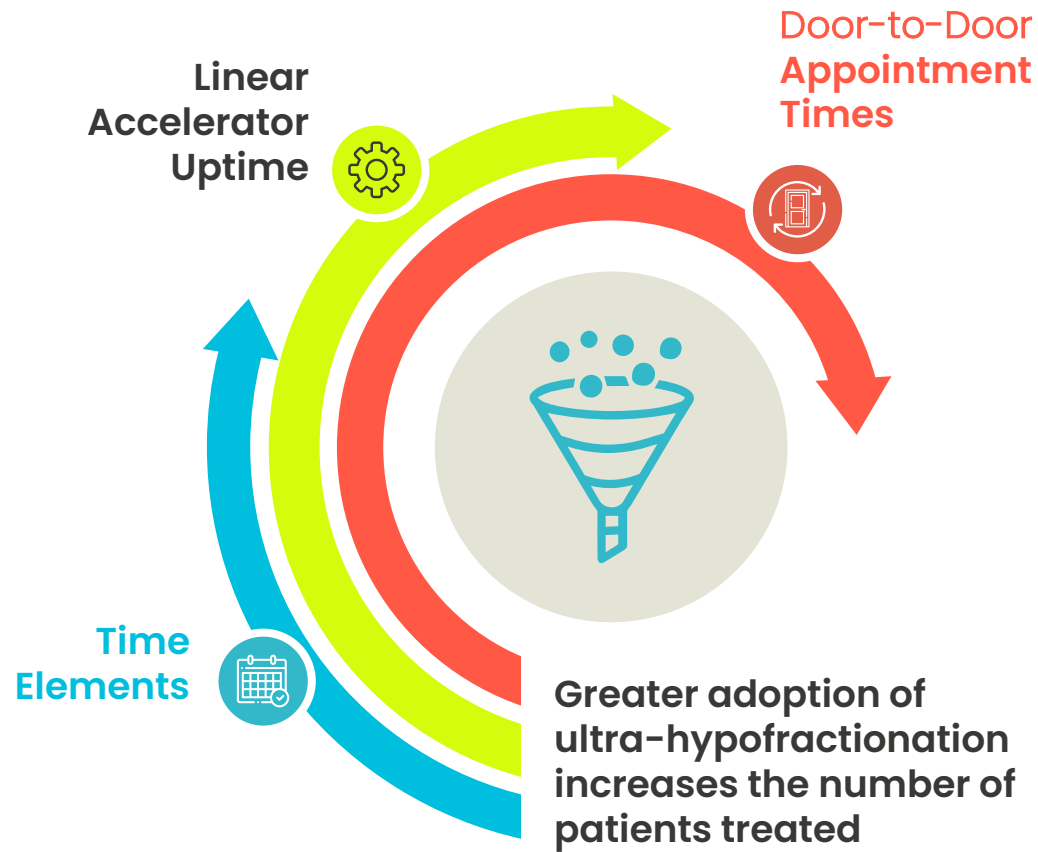 Door-to-Door
Appointment
Times
Linear
Accelerator
Uptime
Time
Elements
Greater adoption of
ultra-hypofractionation
increases the number of
patients treated